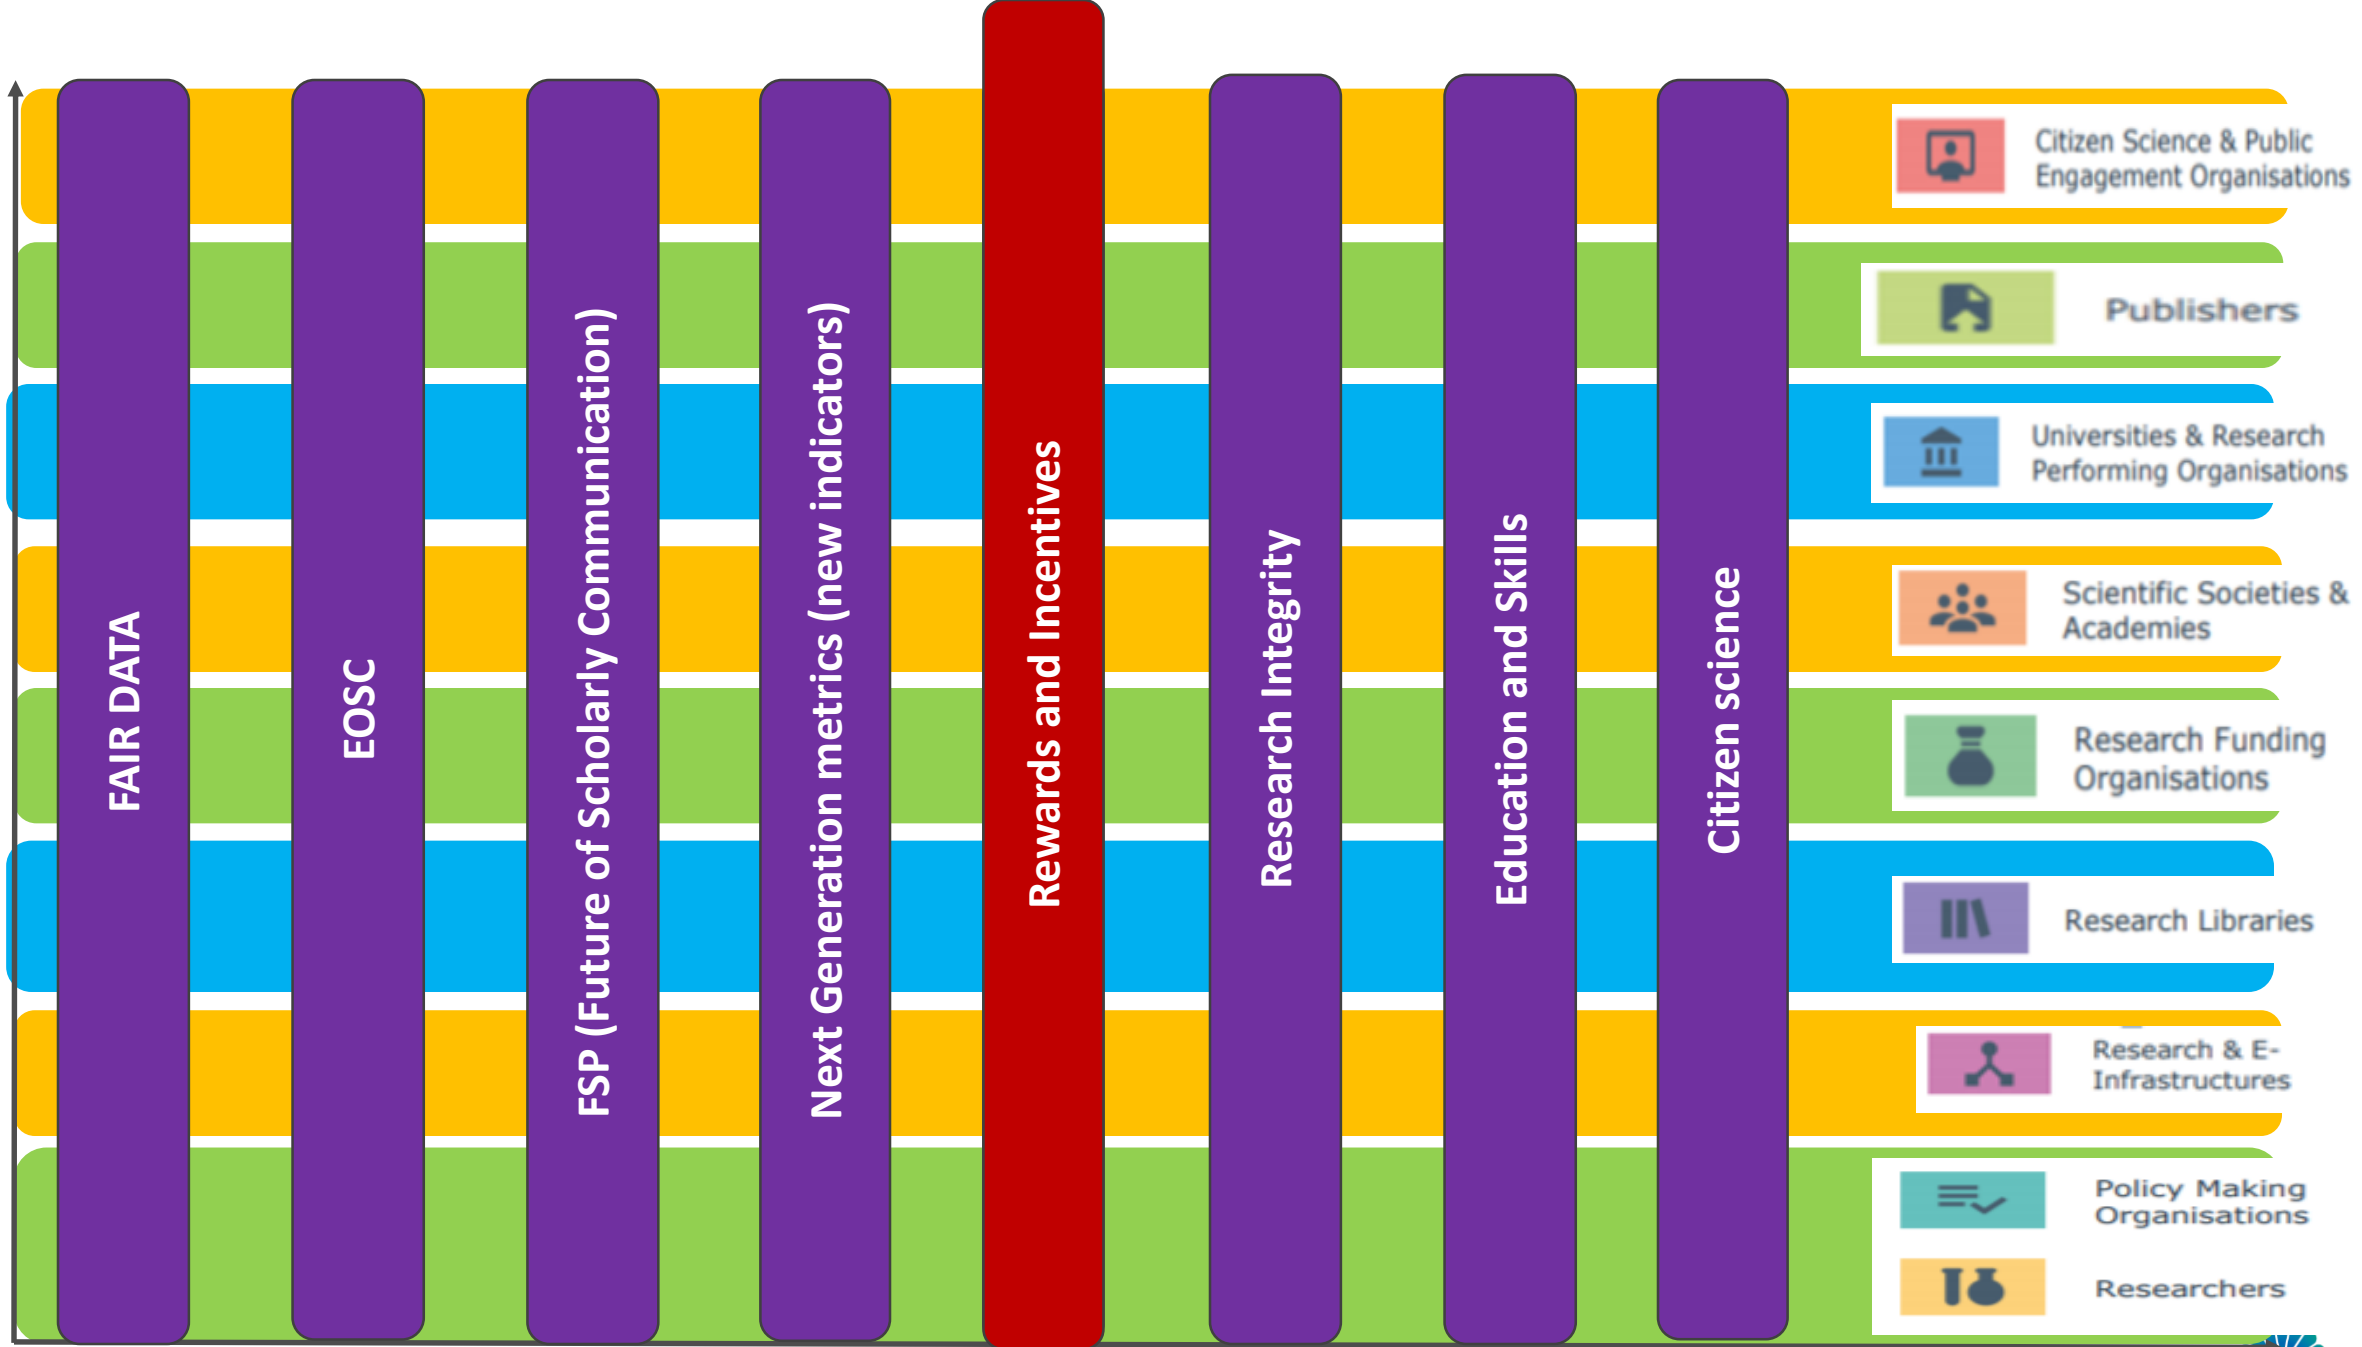 FAIR DATA
EOSC
FSP (Future of Scholarly Communication)
Next Generation metrics (new indicators)
Rewards and Incentives
Research Integrity
Education and Skills
Citizen science
Citizen Science & Public
Engagement Organisations
Publishers
Universities & Research
Performing Organisations
Scientific Societies &
Academies
Research Funding
Organisations
Research Libraries
Research & E-
Infrastructures
Policy Making
Organisations
Researchers